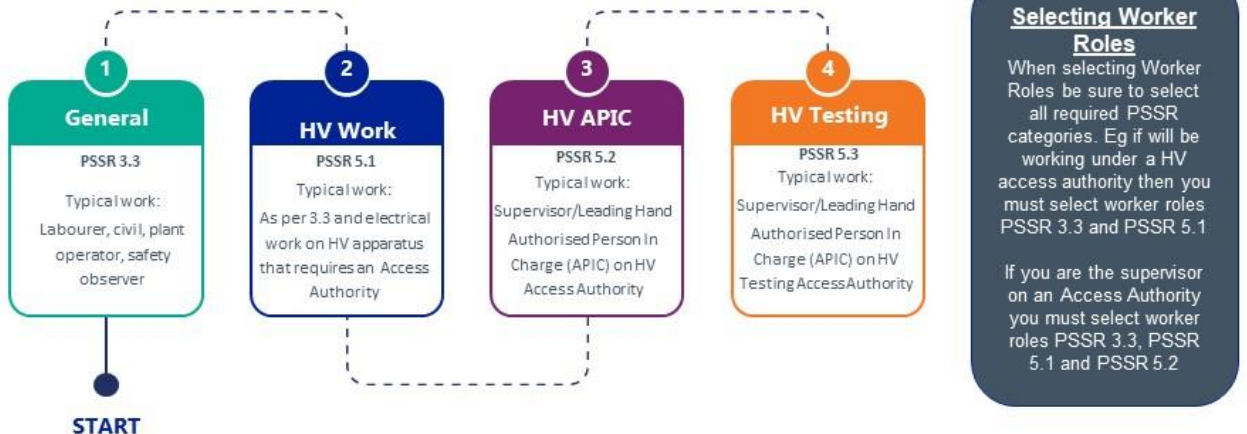 1
General
PSSR 3.3
Typical work:
Labourer, civil, plant
operator, safety
observer
START
2
HV Work
PSSR 5.1
Typical work:
As per 3.3 and electrical
work on HV apparatus
that requires an Access
Authority
3
HV APIC
PSSR 5.2
Typical work:
Supervisor/Leading Hand
Authorised Person In
Charge (APIC) on HV
Access Authority
4
HV Testing
PSSR 5.3
Typical work:
Supervisor/Leading Hand
Authorised Person In
Charge (APIC) on HV
Testing Access Authority
Selecting Worker
Roles
When selecting Worker
Roles be sure to select
all required PSSR
categories. Eg if will be
working under a HV
access authority then you
must select worker roles
PSSR 3.3 and PSSR 5.1
If you are the supervisor
on an Access Authority
you must select worker
roles PSSR 3.3, PSSR
5.1 and PSSR 5.2